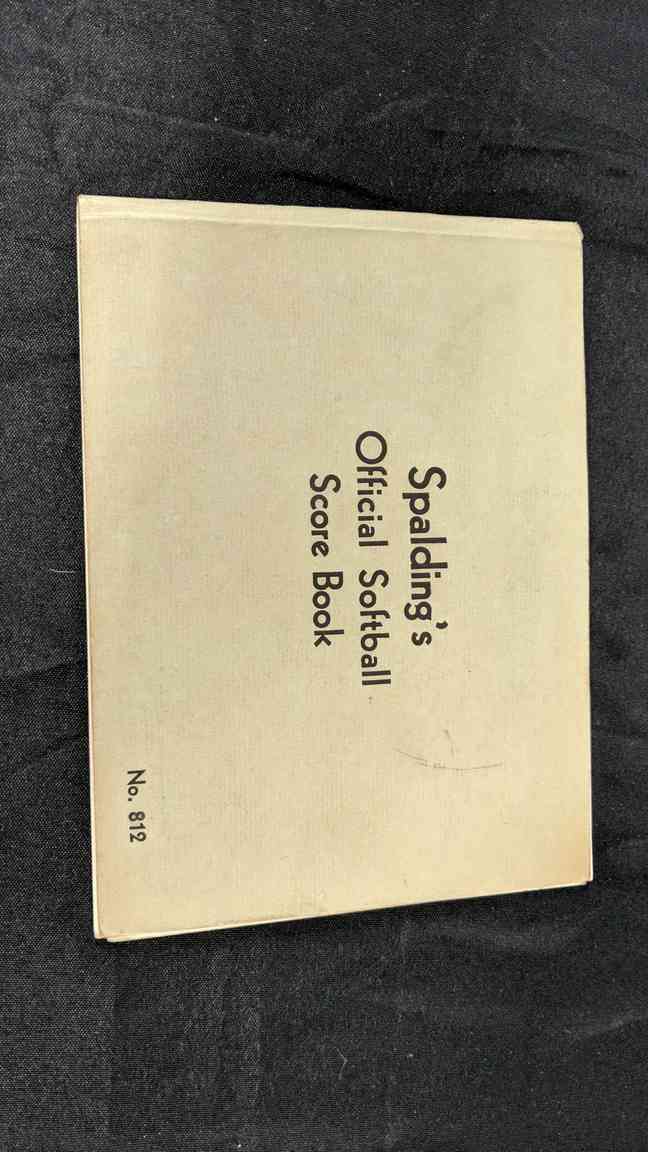 Spalding's
Official Softball
Score Book
No. 812